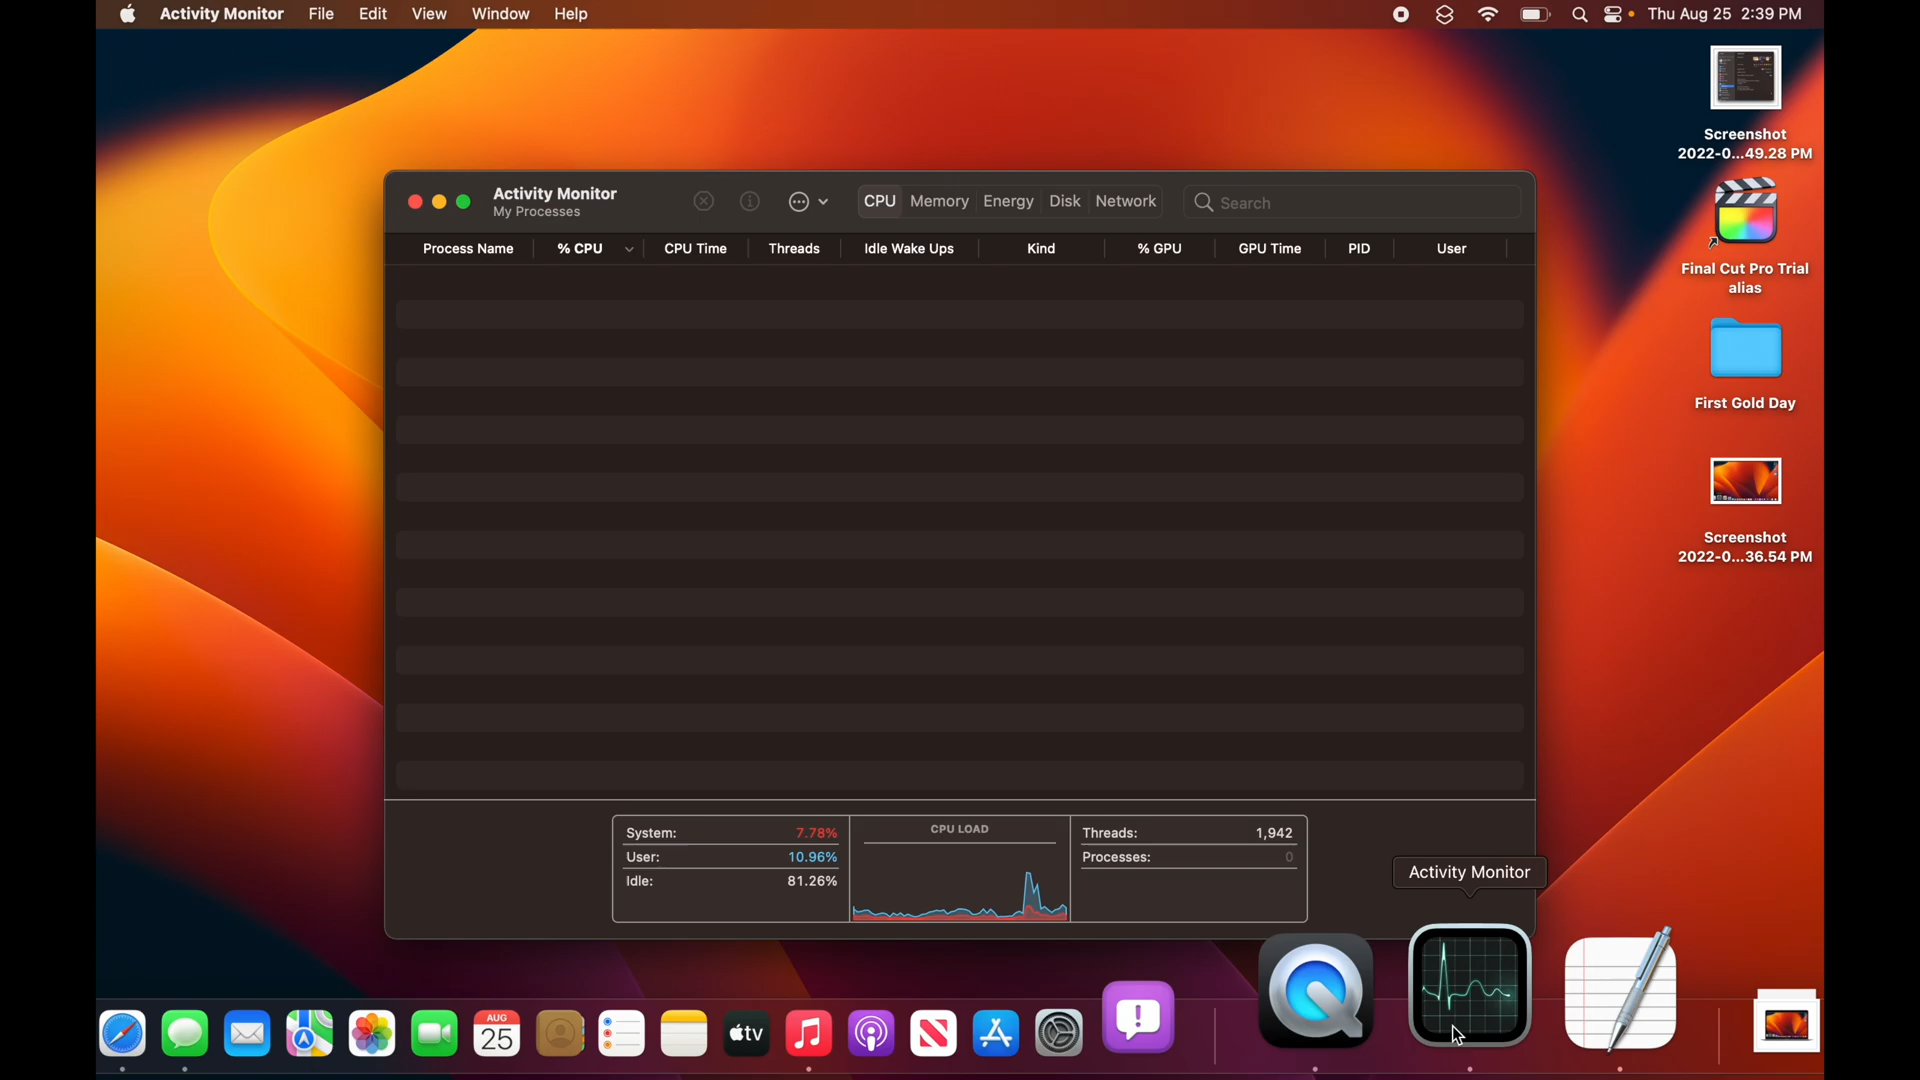 Activity Monitor File Edit View Window Help Thu Aug 25 2:39 PM
Screenshot
2022-0...49.28 PM
Final Cut Pro Trial
alias
First Gold Day
Screenshot
2022-0...36.54 PM
Activity Monitor
My Processes
CPU Memory Energy Disk Network Search
Process Name % CPU CPU Time Threads Idle Wake Ups Kind % GPU GPU Time PID User
System: 7.78%
User: 10.96%
Idle: 81.26%
CPU LOAD
Threads: 1,942
Processes: 0
Activity Monitor
AUG
25
tv